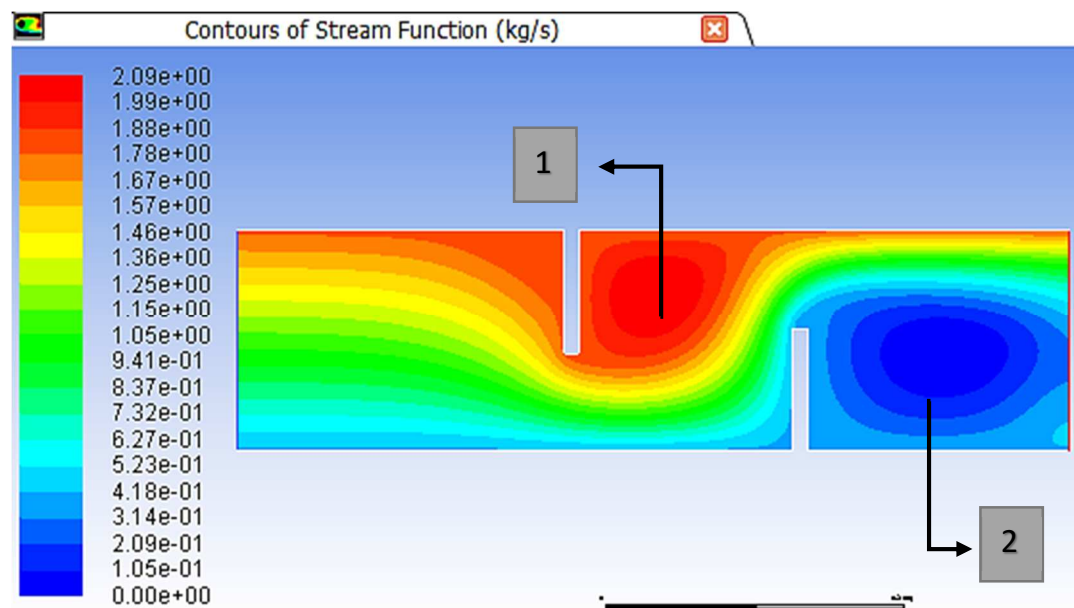 Contours of Stream Function (kg/s)
2.09e+00
1.99e+00
1.88e+00
1.78e+00
1.67e+00
1.57e+00
1.46e+00
1.36e+00
1.25e+00
1.15e+00
1.05e+00
9.41e-01
8.37e-01
7.32e-01
6.27e-01
5.23e-01
4.18e-01
3.14e-01
2.09e-01
1.05e-01
0.00e+00
1
2